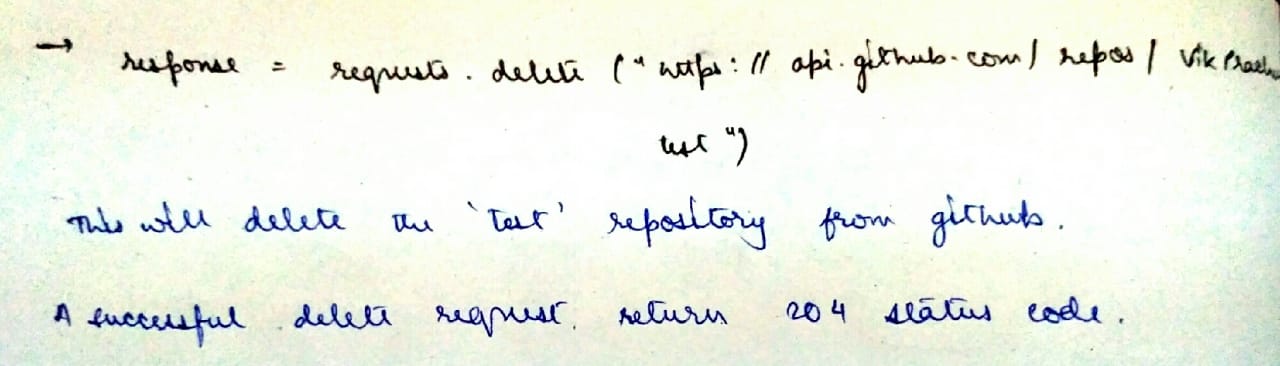 → response = requests.delete ("https://api.github.com/repos/Vik
test")
This will delete the 'test' repository from github.
A successful delete request return 204 status code.